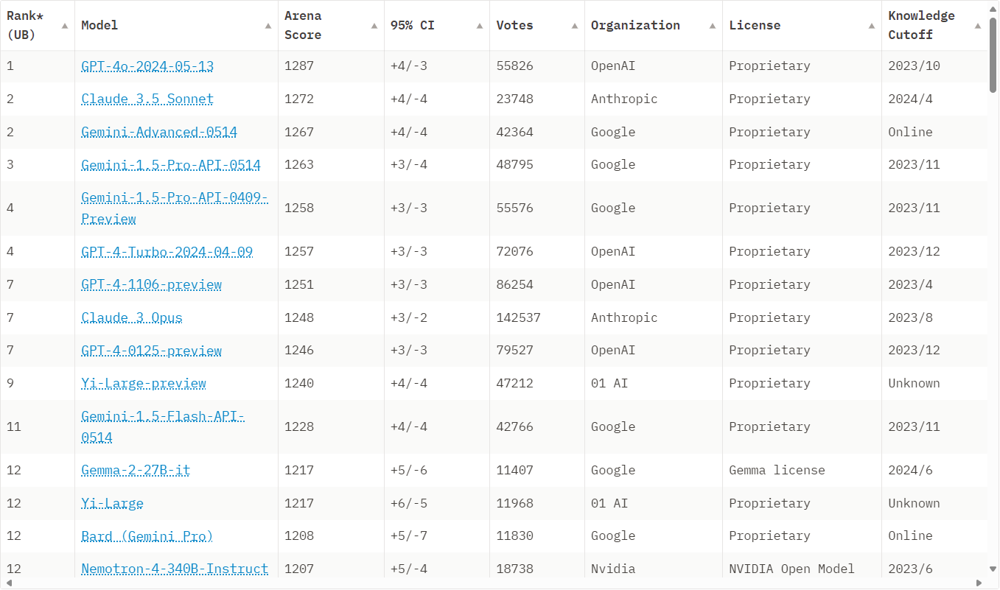 Rank* (UB) Model Arena Score 95% CI Votes Organization License Knowledge Cutoff
1 GPT-4o-2024-05-13 1287 +4/-3 55826 OpenAI Proprietary 2023/10
2 Claude 3.5 Sonnet 1272 +4/-4 23748 Anthropic Proprietary 2024/4
2 Gemini-Advanced-0514 1267 +4/-4 42364 Google Proprietary Online
3 Gemini-1.5-Pro-API-0514 1263 +3/-4 48795 Google Proprietary 2023/11
4 Gemini-1.5-Pro-API-0409-Preview 1258 +3/-3 55576 Google Proprietary 2023/11
4 GPT-4-Turbo-2024-04-09 1257 +3/-3 72076 OpenAI Proprietary 2023/12
7 GPT-4-1106-preview 1251 +3/-3 86254 OpenAI Proprietary 2023/4
7 Claude 3 Opus 1248 +3/-2 142537 Anthropic Proprietary 2023/8
7 GPT-4-0125-preview 1246 +3/-3 79527 OpenAI Proprietary 2023/12
9 Yi-Large-preview 1240 +4/-4 47212 01 AI Proprietary Unknown
11 Gemini-1.5-Flash-API-0514 1228 +4/-4 42766 Google Proprietary 2023/11
12 Gemma-2-27B-it 1217 +5/-6 11407 Google Gemma license 2024/6
12 Yi-Large 1217 +6/-5 11968 01 AI Proprietary Unknown
12 Bard (Gemini Pro) 1208 +5/-7 11830 Google Proprietary Online
12 Nemotron-4-340B-Instruct 1207 +5/-4 18738 Nvidia NVIDIA Open Model 2023/6